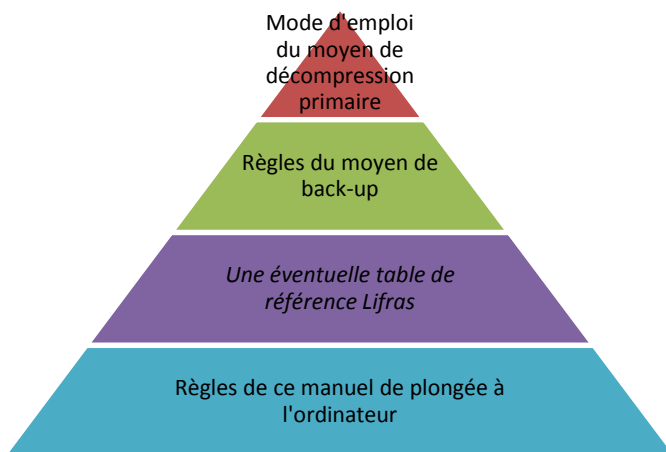 Mode d'emploi
du moyen de
décompression
primaire
Règles du moyen de
back-up
Une éventuelle table de
référence Lifras
Règles de ce manuel de plongée à
l'ordinateur